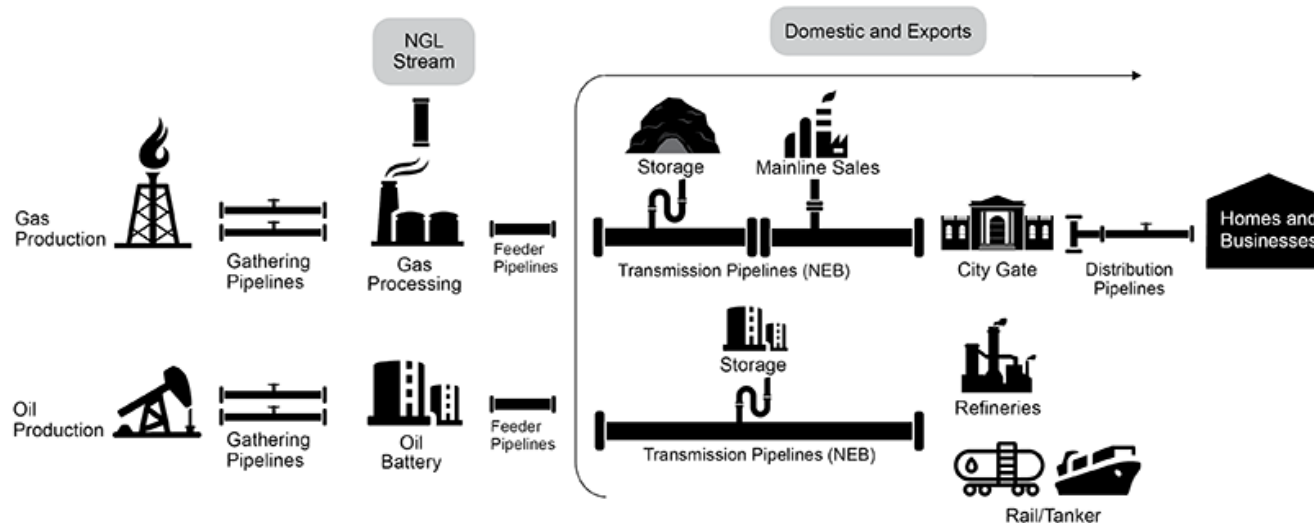 NGL
Stream
Domestic and Exports
Storage
Mainline Sales
Gas
Production
Gathering
Pipelines
Gas
Processing
Feeder
Pipelines
Transmission Pipelines (NEB)
City Gate
Distribution
Pipelines
Homes and
Businesses
Storage
Oil
Production
Gathering
Pipelines
Oil
Battery
Feeder
Pipelines
Transmission Pipelines (NEB)
Refineries
Rail/Tanker